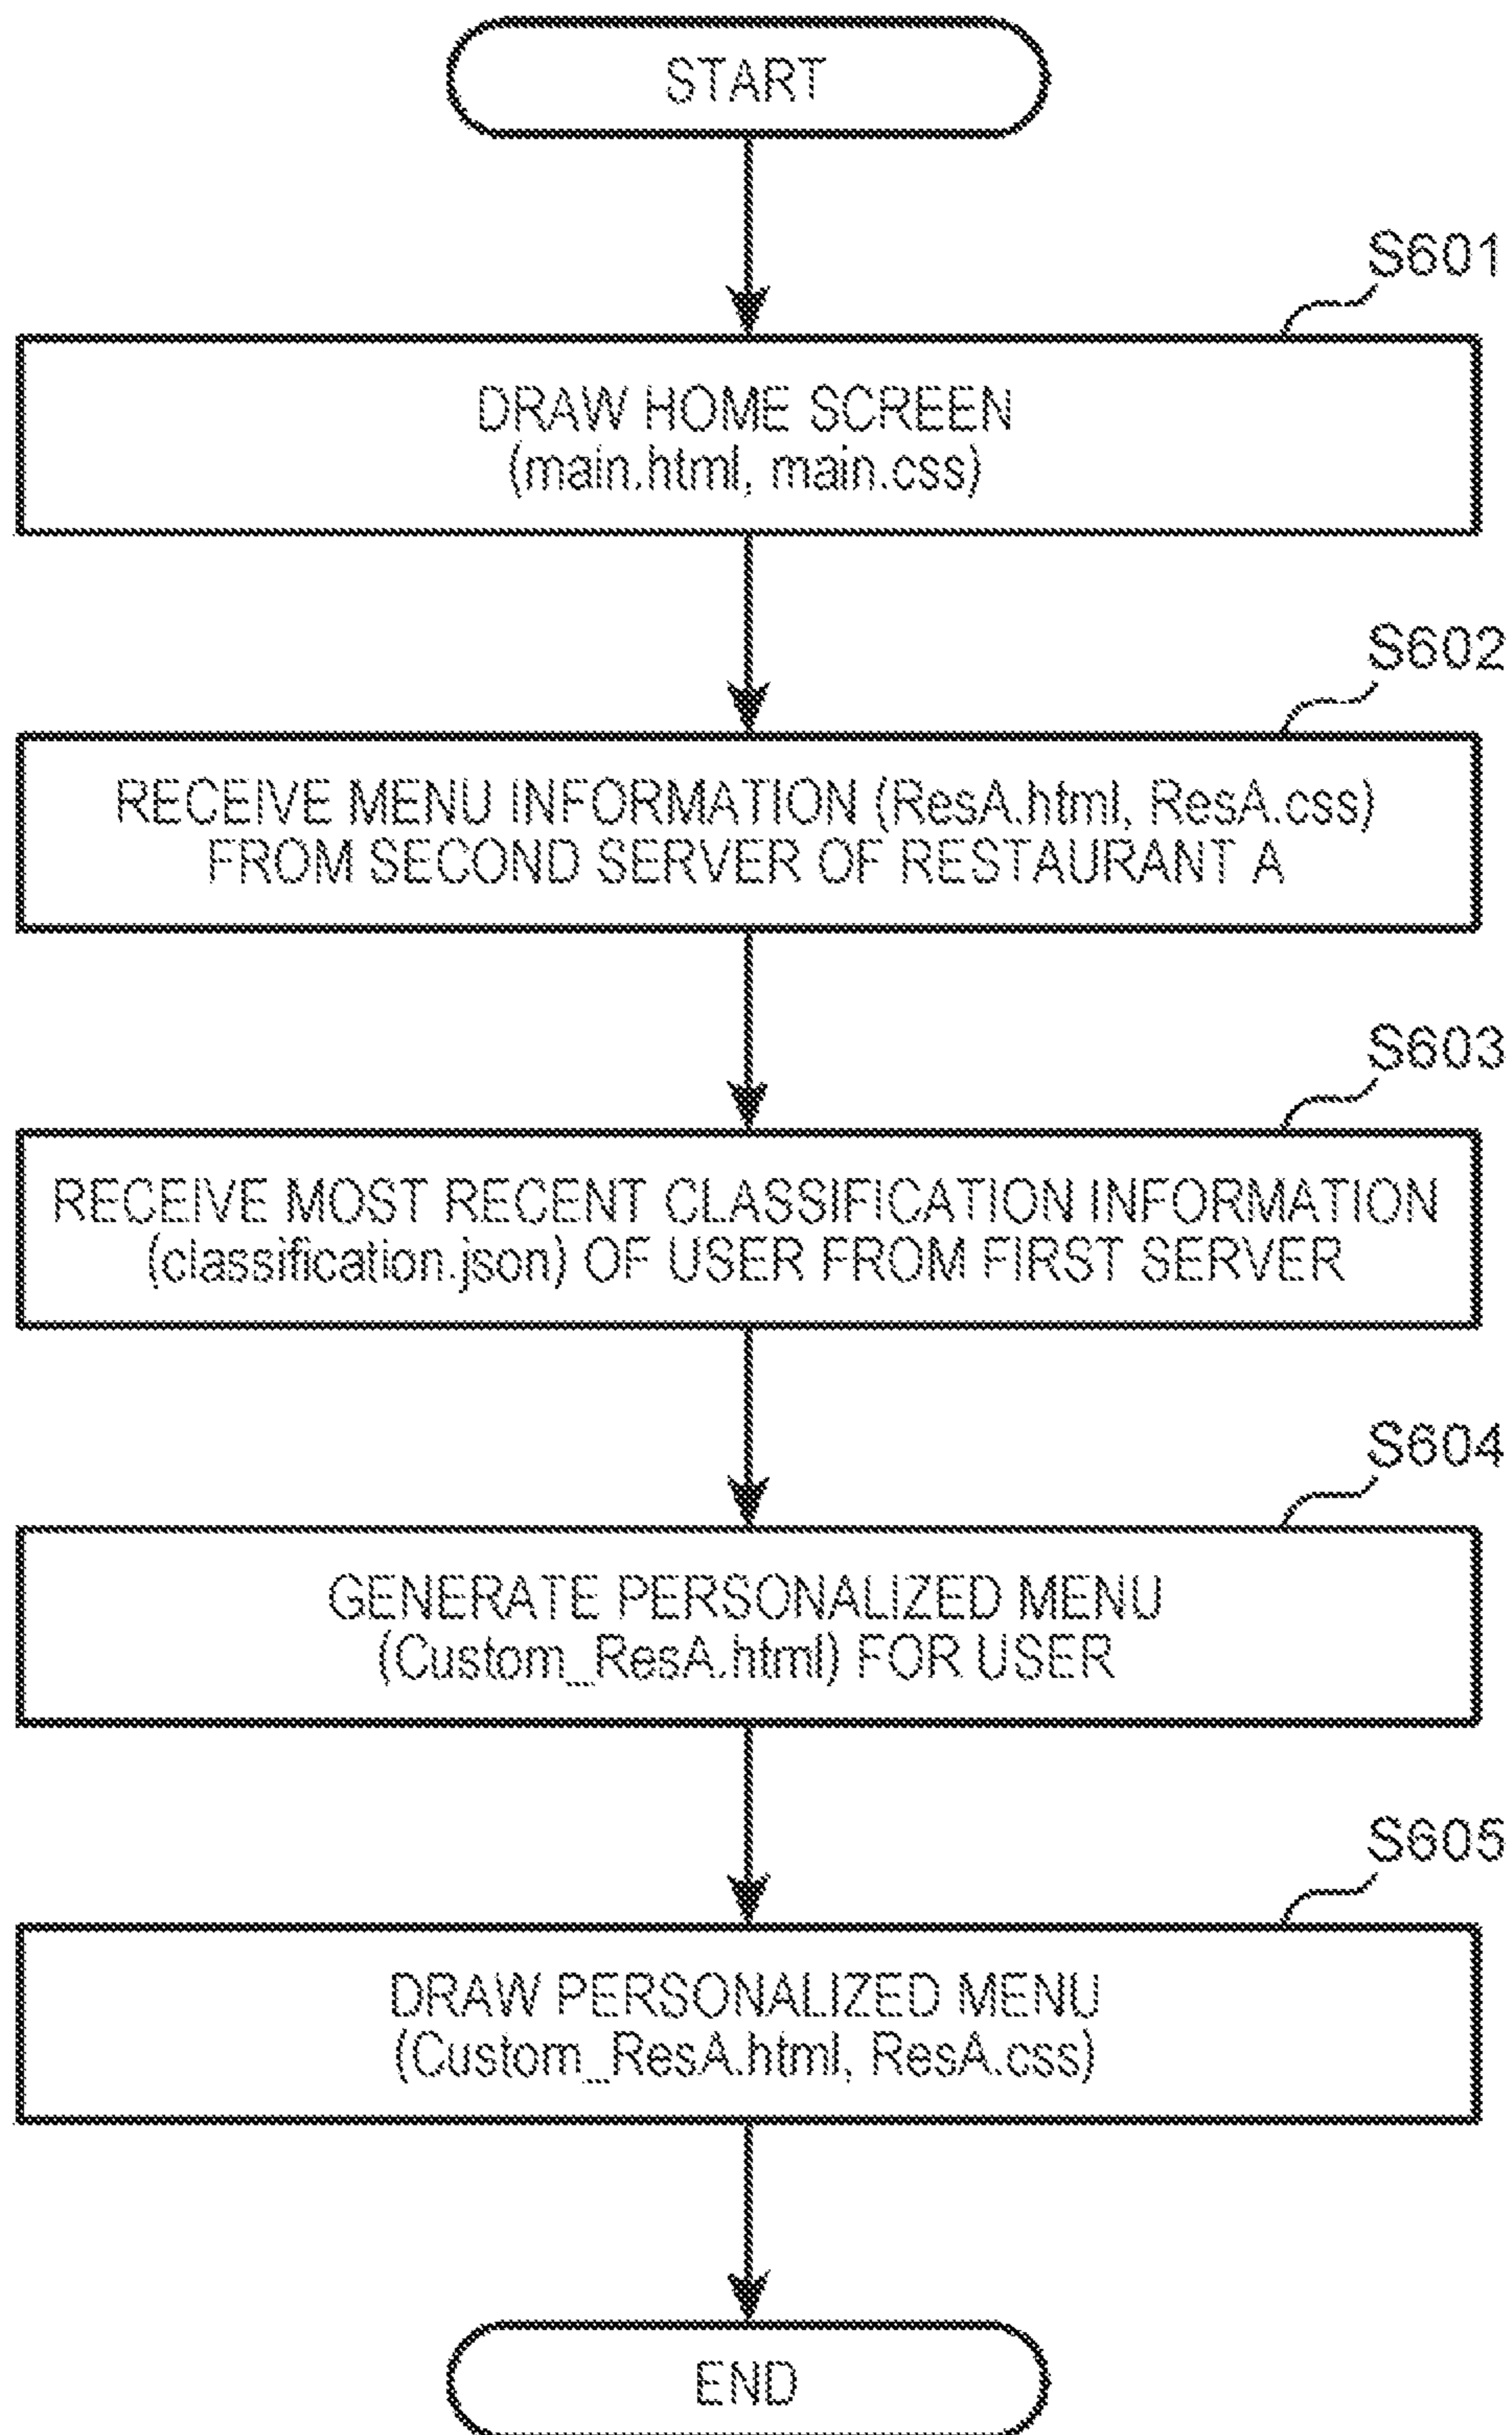 START
S601
DRAW HOME SCREEN
(main.html, main.css)
S602
RECEIVE MENU INFORMATION (ResA.html, ResA.css)
FROM SECOND SERVER OF RESTAURANT A
S603
RECEIVE MOST RECENT CLASSIFICATION INFORMATION
(classification.json) OF USER FROM FIRST SERVER
S604
GENERATE PERSONALIZED MENU
(Custom_ResA.html) FOR USER
S605
DRAW PERSONALIZED MENU
(Custom_ResA.html, ResA.css)
END